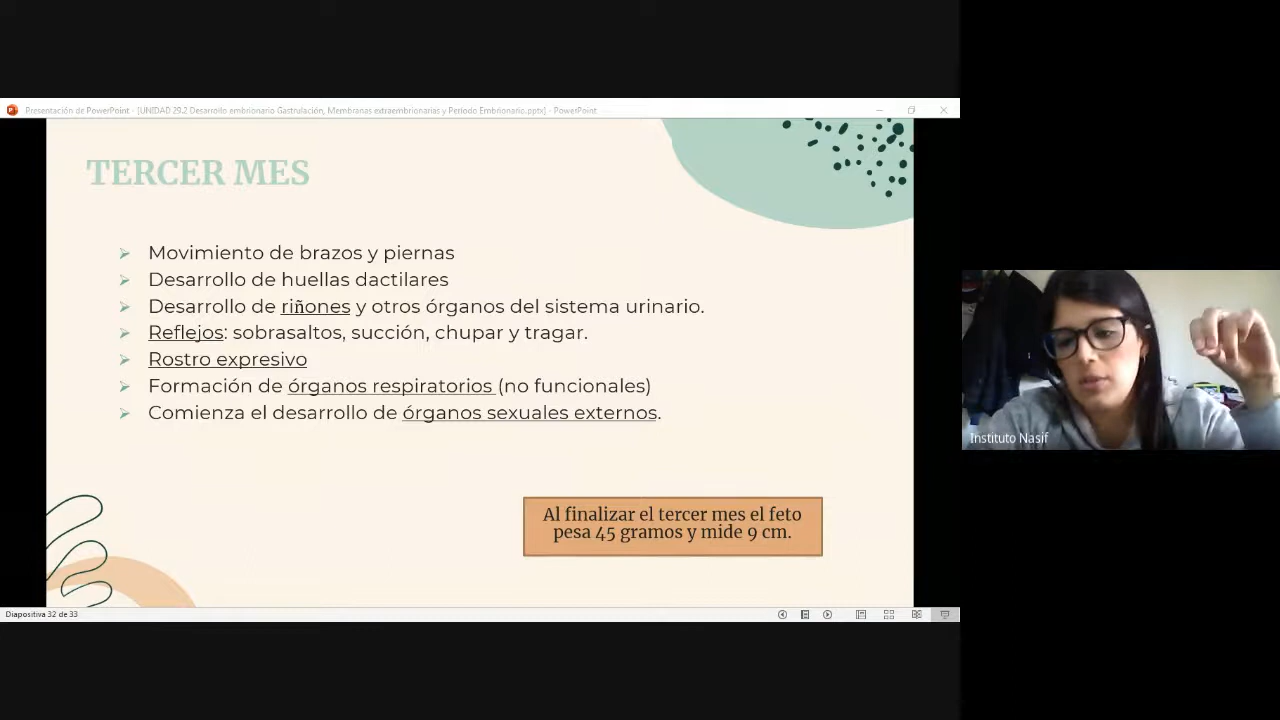 Presentación de PowerPoint - [UNIDAD 29.2 Desarrollo embrionario Gastrulación, Membranas extraembrionarias y Período Embrionario.pptx] - PowerPoint
TERCER MES
Movimiento de brazos y piernas
Desarrollo de huellas dactilares
Desarrollo de riñones y otros órganos del sistema urinario.
Reflejos: sobrasaltos, succión, chupar y tragar.
Rostro expresivo
Formación de órganos respiratorios (no funcionales)
Comienza el desarrollo de órganos sexuales externos.
Al finalizar el tercer mes el feto
pesa 45 gramos y mide 9 cm.
Diapositiva 32 de 33
Instituto Nasif